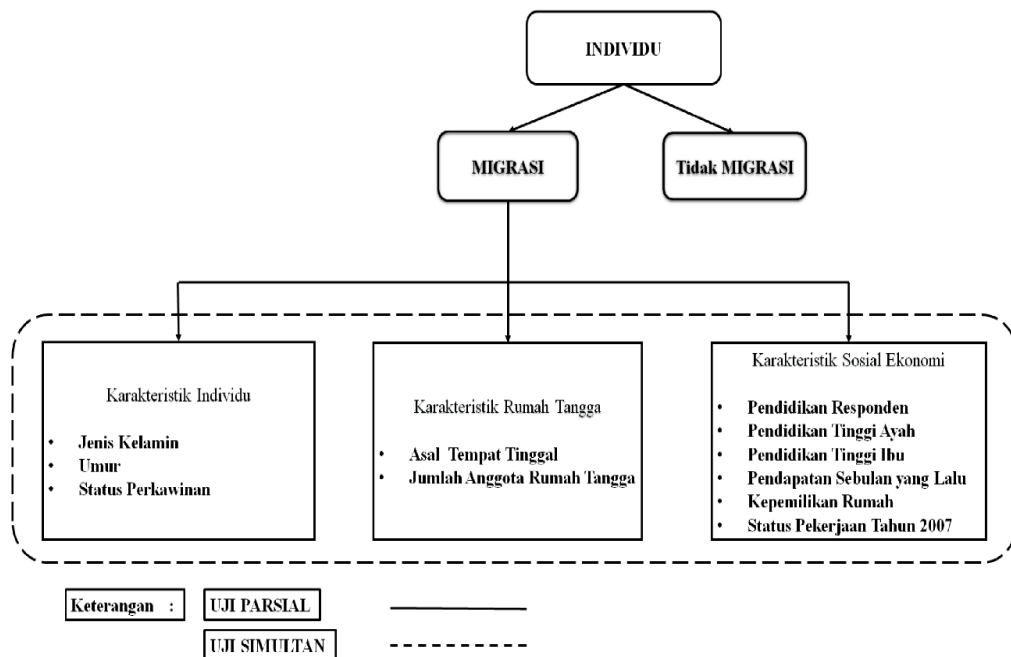 INDIVIDU
MIGRASI
Tidak MIGRASI
Karakteristik Individu
• Jenis Kelamin
• Umur
• Status Perkawinan
Karakteristik Rumah Tangga
• Asal Tempat Tinggal
• Jumlah Anggota Rumah Tangga
Karakteristik Sosial Ekonomi
• Pendidikan Responden
• Pendidikan Tinggi Ayah
• Pendidikan Tinggi Ibu
• Pendapatan Sebulan yang Lalu
• Kepemilikan Rumah
• Status Pekerjaan Tahun 2007
Keterangan :
UJI PARSIAL
UJI SIMULTAN